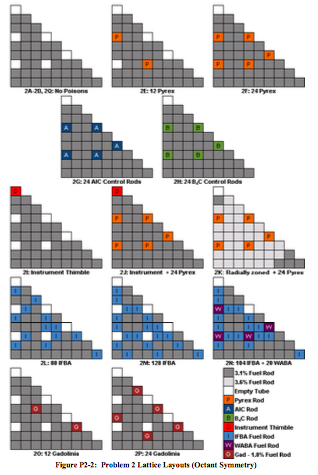 2A-2D, 2Q: No Poisons
P
P
2E: 12 Pyrex
P P
P
P P
2F: 24 Pyrex
A A
A
A A
2G: 24 AIC Control Rods
B B
B
B B
2H: 24 B4C Control Rods
2I: Instrument Thimble
P P
P
P P
2J: Instrument + 24 Pyrex
P P
P
P P
2K: Radially zoned + 24 Pyrex
2L: 80 IFBA
2M: 128 IFBA
2N: 104 IFBA + 20 WABA
G
G
2O: 12 Gadolinia
G
G
G
G
2P: 24 Gadolinia
3.1% Fuel Rod
3.6% Fuel Rod
Empty Tube
P Pyrex Rod
A AIC Rod
B B4C Rod
Instrument Thimble
I IFBA Fuel Rod
W WABA Fuel Rod
G Gad - 1.8% Fuel Rod
Figure P2-2: Problem 2 Lattice Layouts (Octant Symmetry)